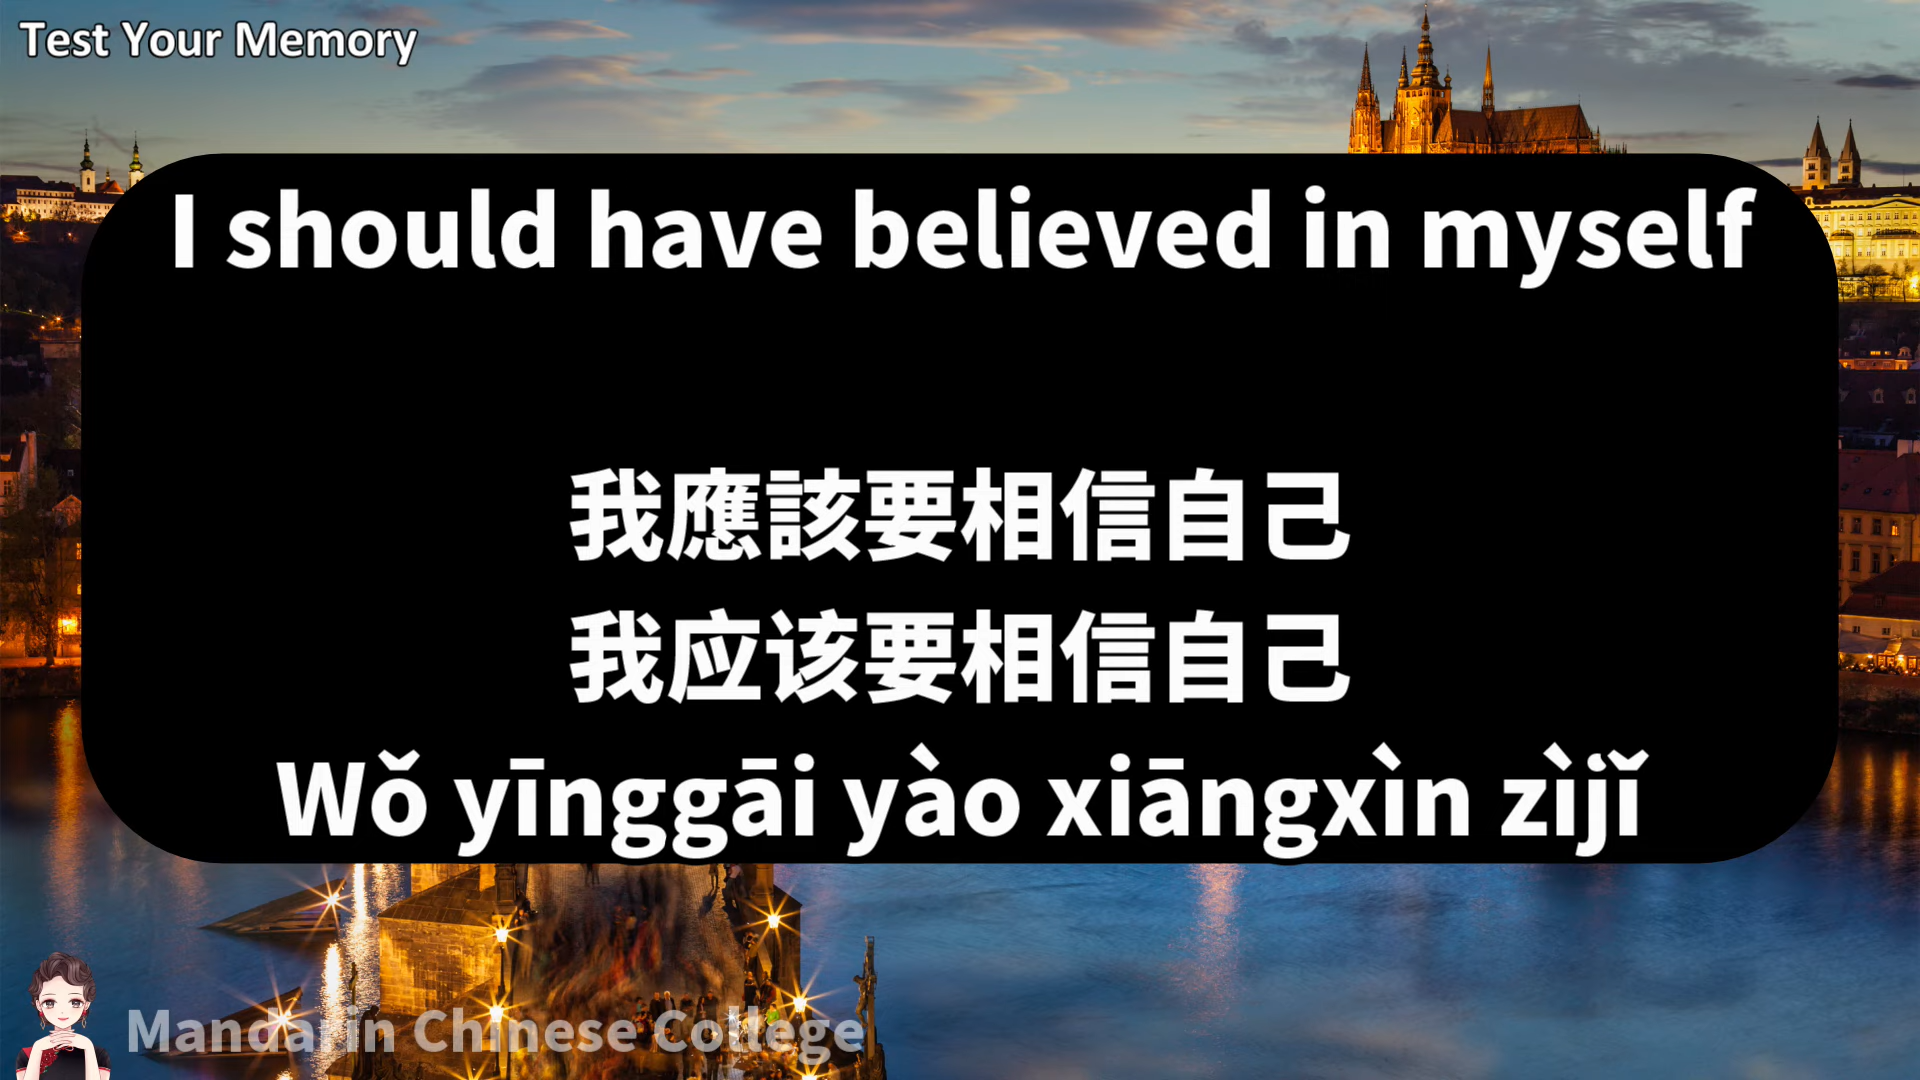 Test Your Memory
I should have believed in myself
我應該要相信自己
我应该要相信自己
Wǒ yīnggāi yào xiāngxìn zìjǐ
Mandarin Chinese College